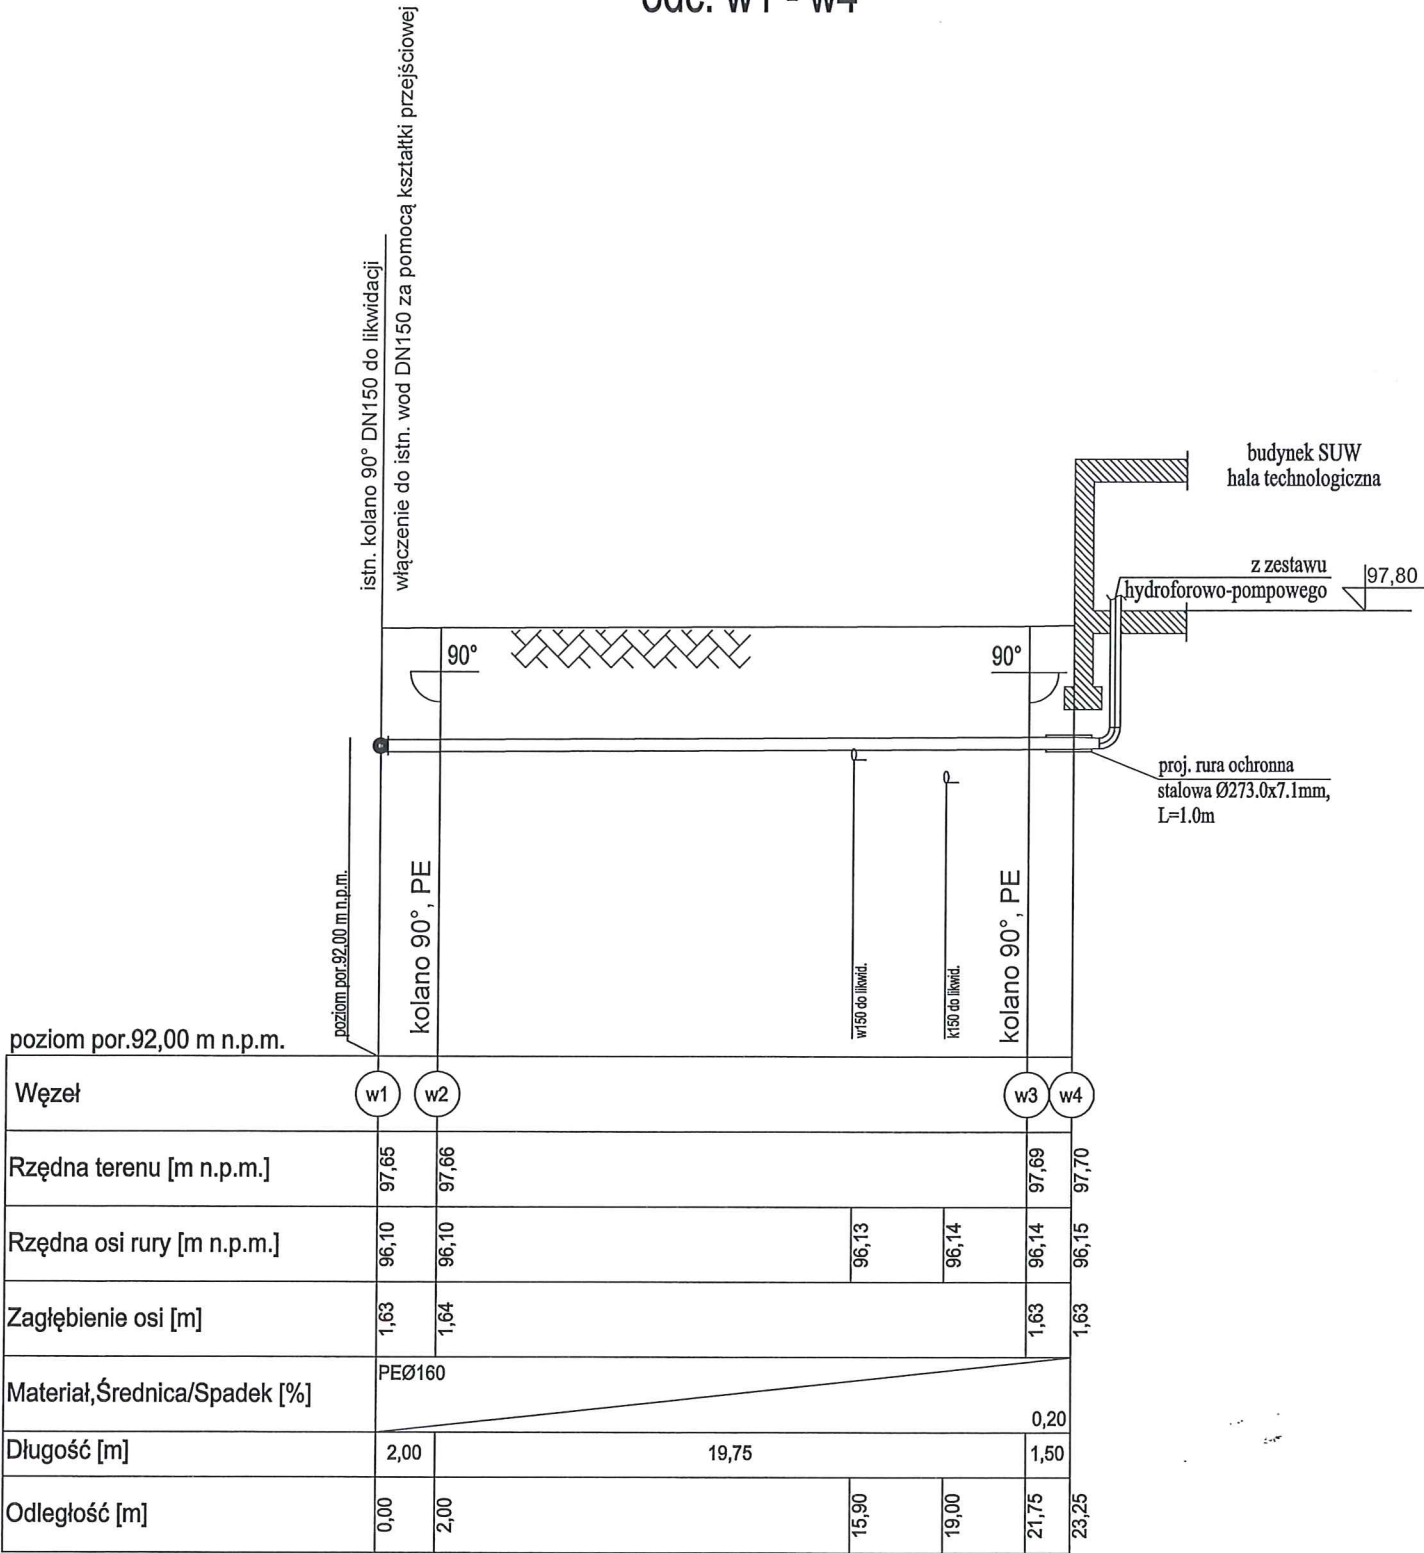 odc. w1 - w4
istn. kolano 90° DN150 do likwidacji
włączenie do istn. wod DN150 za pomocą kształtki przejściowej
budynek SUW
hala technologiczna
z zestawu
hydroforowo-pompowego
97,80
90°
90°
proj. rura ochronna
stalowa Ø273.0x7.1mm,
L=1.0m
poziom por.92,00 m n.p.m.
kolano 90°, PE
w150 do likwid.
k150 do likwid.
kolano 90°, PE
poziom por.92,00 m n.p.m.
Węzeł w1 w2 w3 w4
Rzędna terenu [m n.p.m.] 97,65 97,66 97,69 97,70
Rzędna osi rury [m n.p.m.] 96,10 96,10 96,13 96,14 96,14 96,15
Zagłębienie osi [m] 1,63 1,64 1,63 1,63
Materiał,Średnica/Spadek [%] PEØ160 0,20
Długość [m] 2,00 19,75 1,50
Odległość [m] 0,00 2,00 15,90 19,00 21,75 23,25